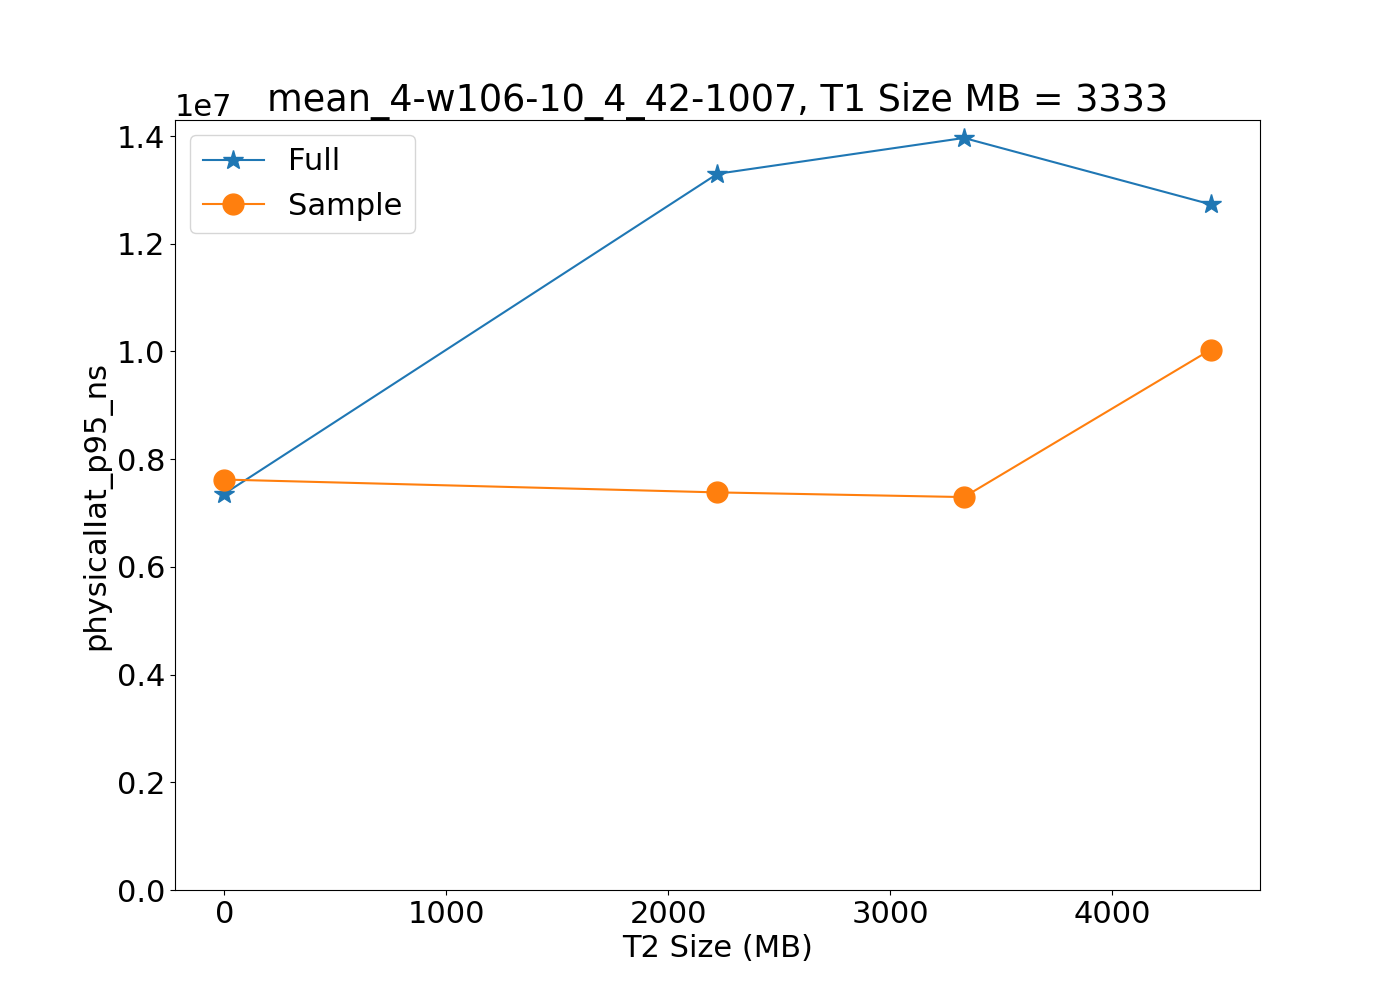 1e7
mean_4-w106-10_4_42-1007, T1 Size MB = 3333
Full
Sample
1.4
1.2
1.0
0.8
0.6
0.4
0.2
0.0
physicallat_p95_ns
0 1000 2000 3000 4000
T2 Size (MB)